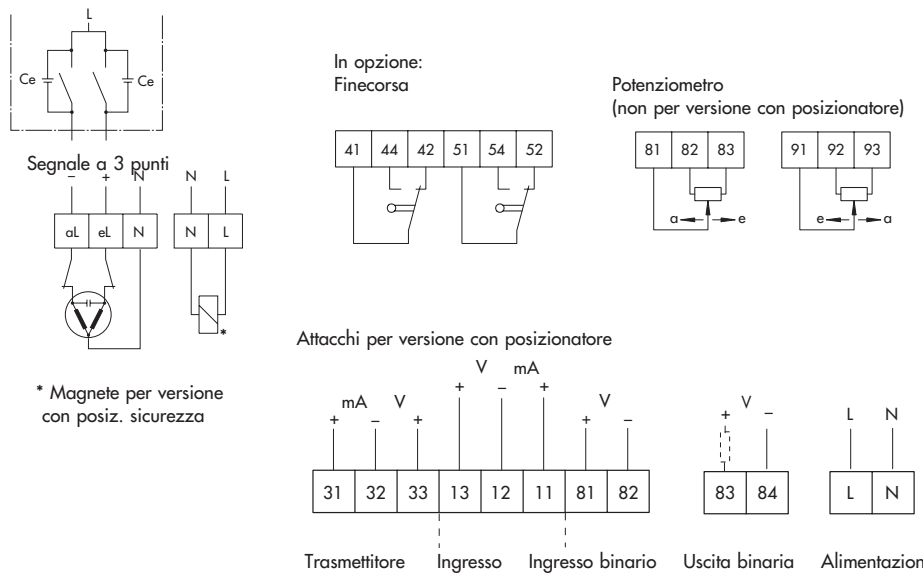 L
Ce
Ce
Segnale a 3 punti
− + N N L
aL eL N N L
*
* Magnete per versione
con posiz. sicurezza
In opzione:
Finecorsa
41 44 42 51 54 52
Potenziometro
(non per versione con posizionatore)
81 82 83 91 92 93
a e e a
Attacchi per versione con posizionatore
mA V V mA V V
+ − + + − + + − + − L N
31 32 33 13 12 11 81 82 83 84 L N
Trasmettitore Ingresso Ingresso binario Uscita binaria Alimentazion